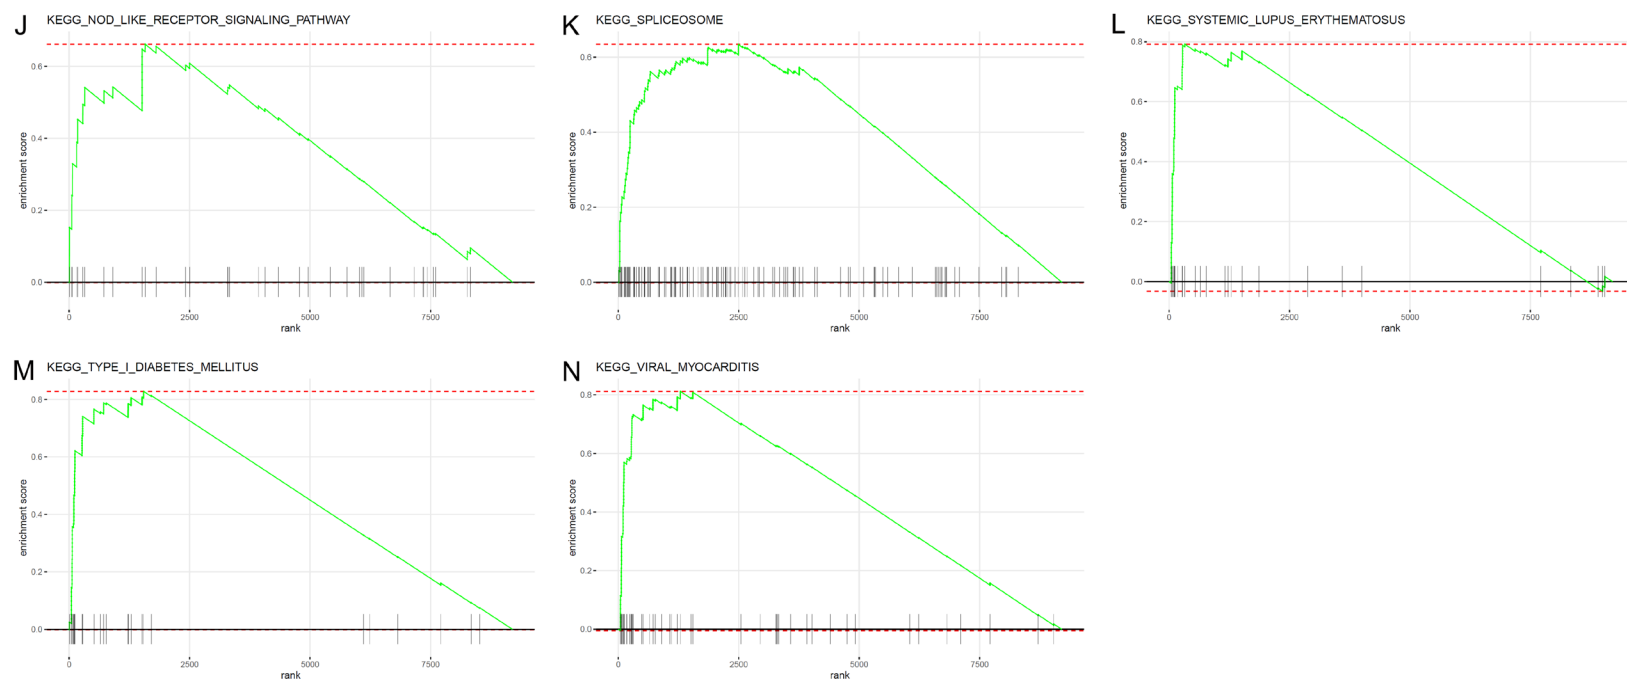 J KEGG_NOD_LIKE_RECEPTOR_SIGNALING_PATHWAY
enrichment score
0.6
0.4
0.2
0.0
0 2500 5000 7500
rank
K KEGG_SPLICEOSOME
enrichment score
0.6
0.4
0.2
0.0
0 2500 5000 7500
rank
L KEGG_SYSTEMIC_LUPUS_ERYTHEMATOSUS
enrichment score
0.8
0.6
0.4
0.2
0.0
0 2500 5000 7500
rank
M KEGG_TYPE_I_DIABETES_MELLITUS
enrichment score
0.8
0.6
0.4
0.2
0.0
0 2500 5000 7500
rank
N KEGG_VIRAL_MYOCARDITIS
enrichment score
0.8
0.6
0.4
0.2
0.0
0 2500 5000 7500
rank